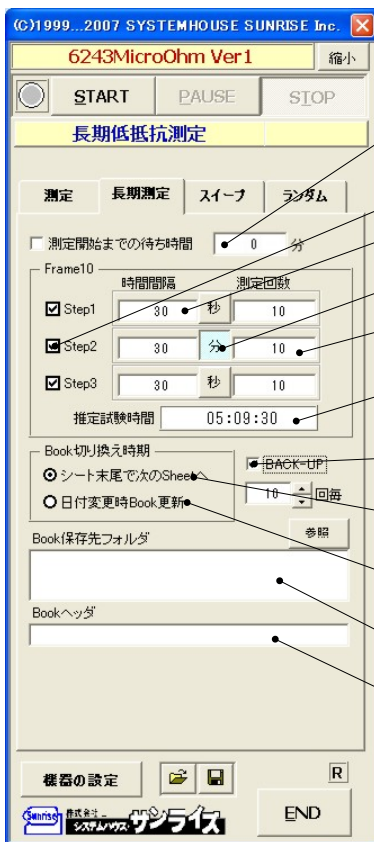 (C)1999...2007 SYSTEMHOUSE SUNRISE Inc.
6243MicroOhm Ver1 縮小
START PAUSE STOP
長期低抵抗測定
測定 長期測定 スイープ ランダム
測定開始までの待ち時間 0 分
Frame10
時間間隔 測定回数
Step1 30 秒 10
Step2 30 分 10
Step3 30 秒 10
推定試験時間 05:09:30
Book切り換え時期
BACK-UP
シート末尾で次のSheetへ
10 回毎
日付変更時Book更新
参照
Book保存先フォルダ
Bookヘッダ
機器の設定
R
END
Sunrise 株式会社 システムハウス サンライズ